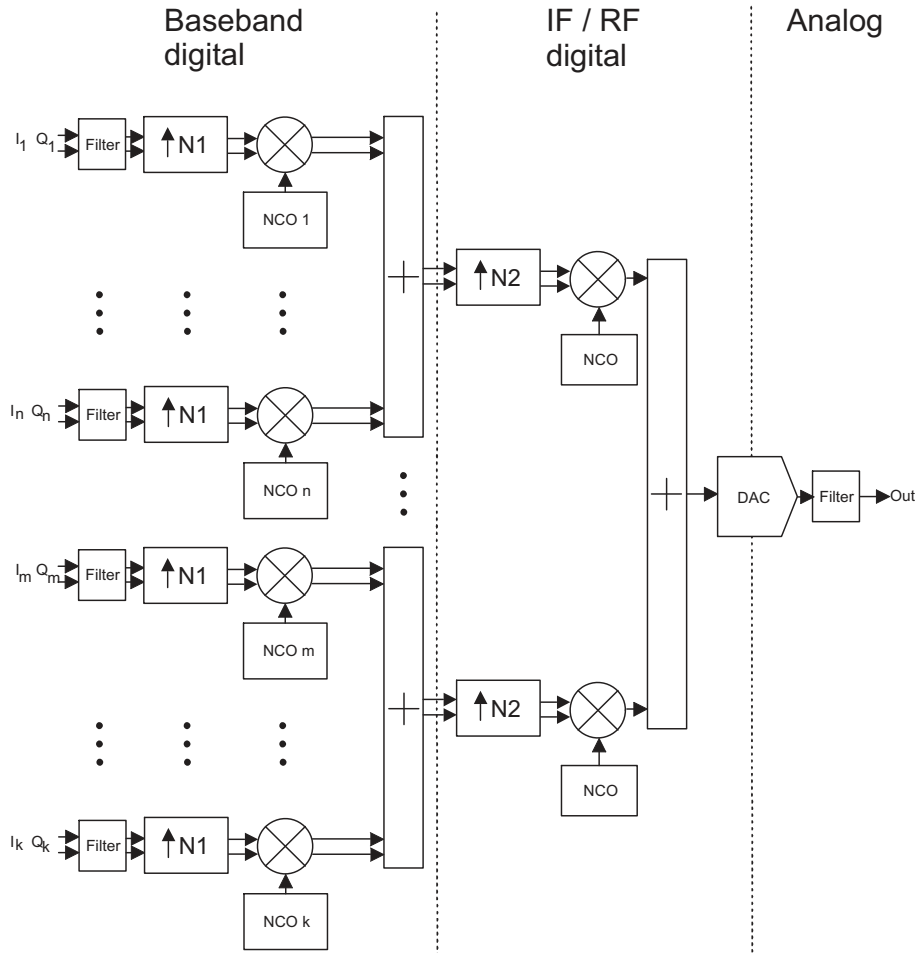 Baseband
digital
IF / RF
digital
Analog
I1 Q1
Filter
↑N1
NCO 1
In Qn
Filter
↑N1
NCO n
Im Qm
Filter
↑N1
NCO m
Ik Qk
Filter
↑N1
NCO k
↑N2
NCO
↑N2
NCO
DAC
Filter
Out